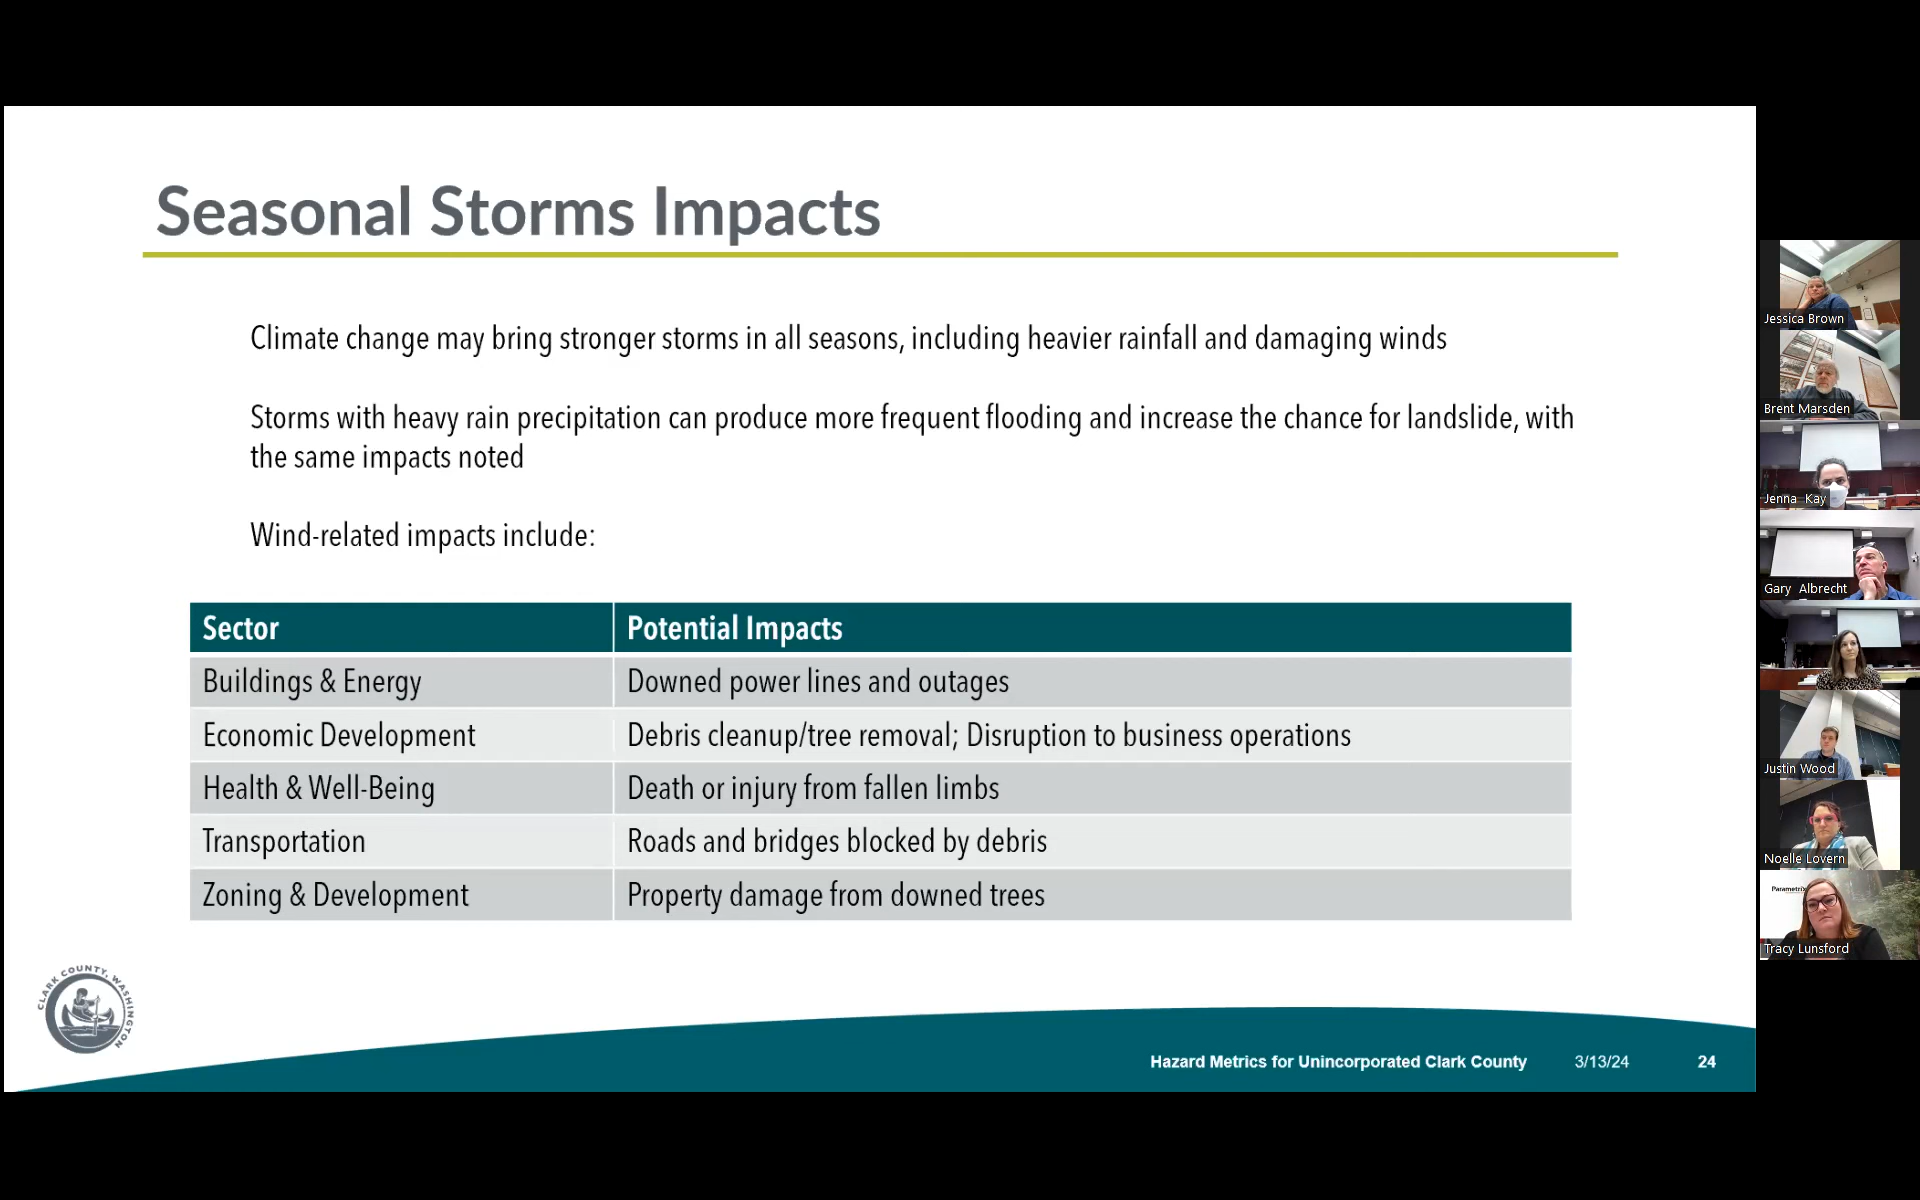 Seasonal Storms Impacts
Climate change may bring stronger storms in all seasons, including heavier rainfall and damaging winds
Storms with heavy rain precipitation can produce more frequent flooding and increase the chance for landslide, with
the same impacts noted
Wind-related impacts include:
Sector Potential Impacts
Buildings & Energy Downed power lines and outages
Economic Development Debris cleanup/tree removal; Disruption to business operations
Health & Well-Being Death or injury from fallen limbs
Transportation Roads and bridges blocked by debris
Zoning & Development Property damage from downed trees
CLARK COUNTY, WASHINGTON
Hazard Metrics for Unincorporated Clark County 3/13/24 24
Jessica Brown
Brent Marsden
Jenna Kay
Gary Albrecht
Justin Wood
Noelle Lovern
Parametrix
Tracy Lunsford